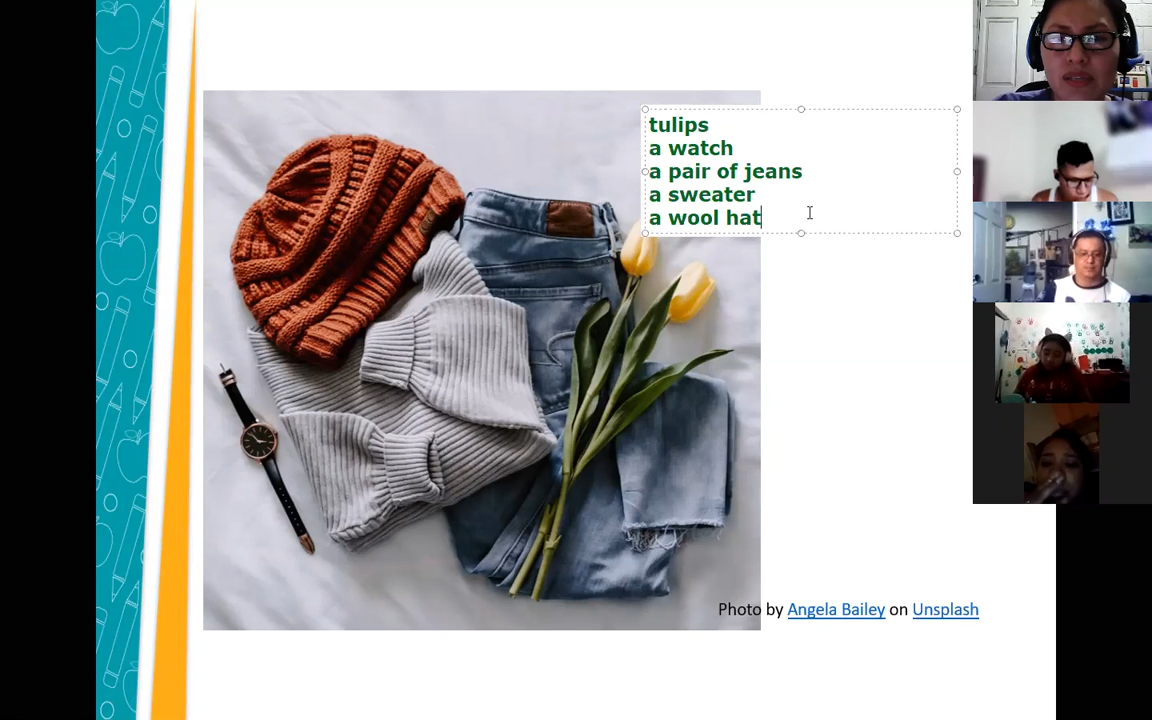 tulips
a watch
a pair of jeans
a sweater
a wool hat
Photo by Angela Bailey on Unsplash